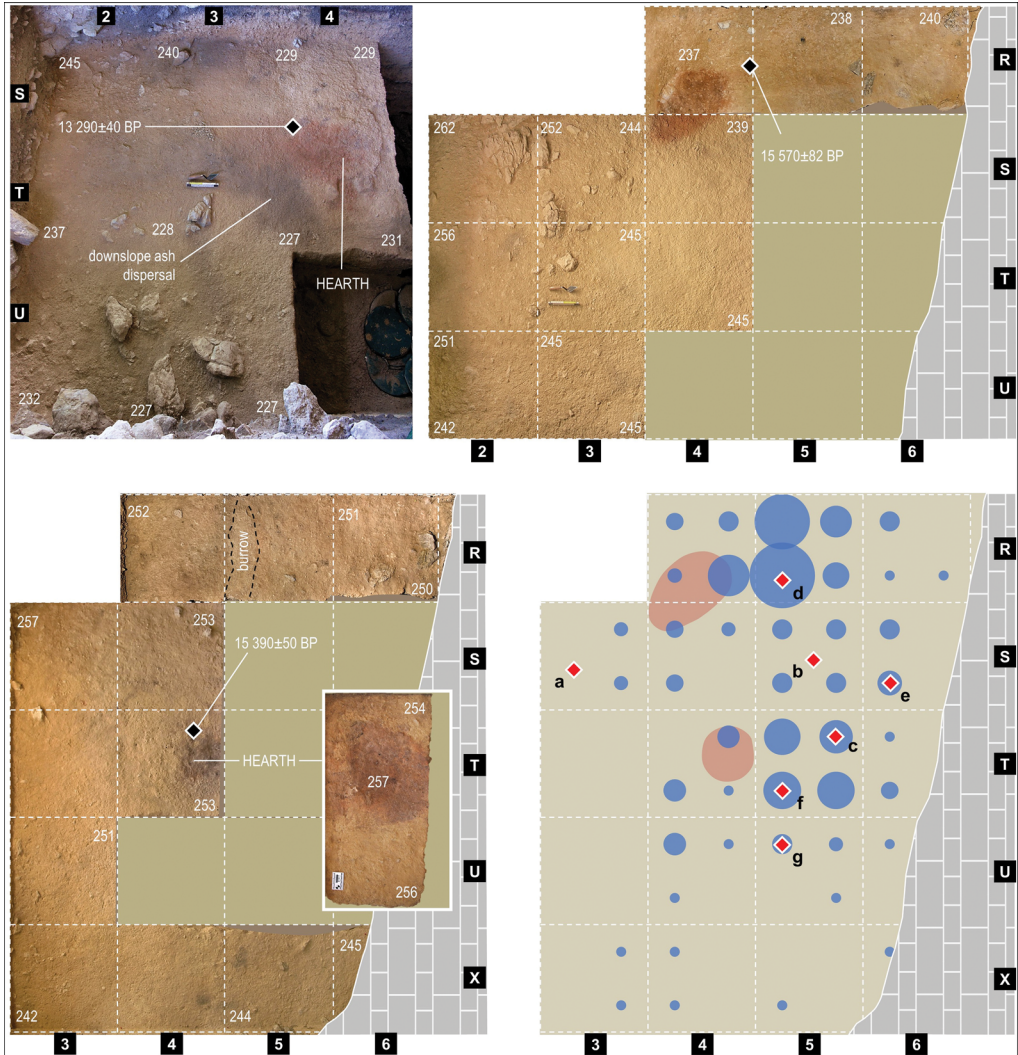 2 3 4
S
T
U
245
240
229
229
13 290±40 BP
237
228
227
231
downslope ash
dispersal
HEARTH
232
227
227
237
238
240
R
15 570±82 BP
262
252
244
239
S
256
245
T
251
245
245
U
242
245
2 3 4 5 6
252
burrow
251
250
R
257
253
15 390±50 BP
S
254
HEARTH
257
T
253
251
256
U
245
242
244
X
3 4 5 6
R
d
a
b
e
S
c
T
f
g
U
X
3 4 5 6